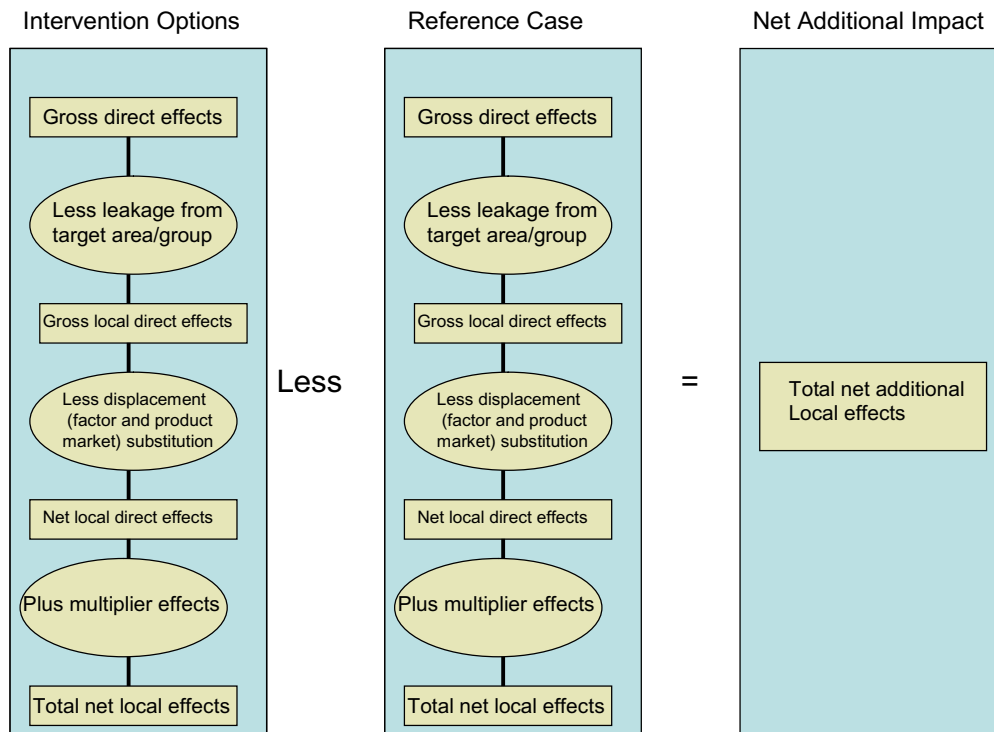 Intervention Options
Reference Case
Net Additional Impact
Gross direct effects
Less leakage from
target area/group
Gross local direct effects
Less displacement
(factor and product
market) substitution
Net local direct effects
Plus multiplier effects
Total net local effects
Less
Gross direct effects
Less leakage from
target area/group
Gross local direct effects
Less displacement
(factor and product
market) substitution
Net local direct effects
Plus multiplier effects
Total net local effects
=
Total net additional
Local effects